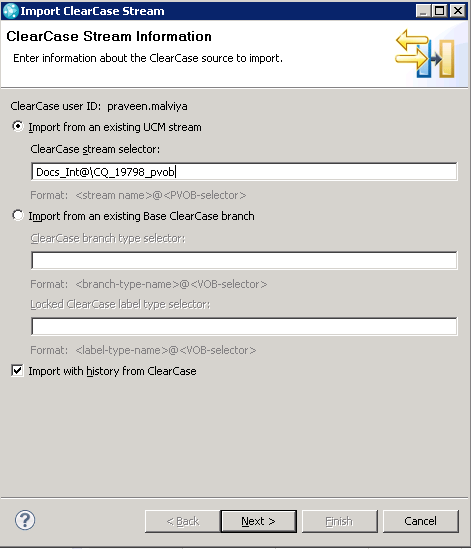 Import ClearCase Stream
ClearCase Stream Information
Enter information about the ClearCase source to import.
ClearCase user ID: praveen.malviya
Import from an existing UCM stream
ClearCase stream selector:
Docs_Int@\CQ_19798_pvob
Format: <stream name>@<PVOB-selector>
Import from an existing Base ClearCase branch
ClearCase branch type selector:
Format: <branch-type-name>@<VOB-selector>
Locked ClearCase label type selector:
Format: <label-type-name>@<VOB-selector>
Import with history from ClearCase
? < Back Next > Finish Cancel